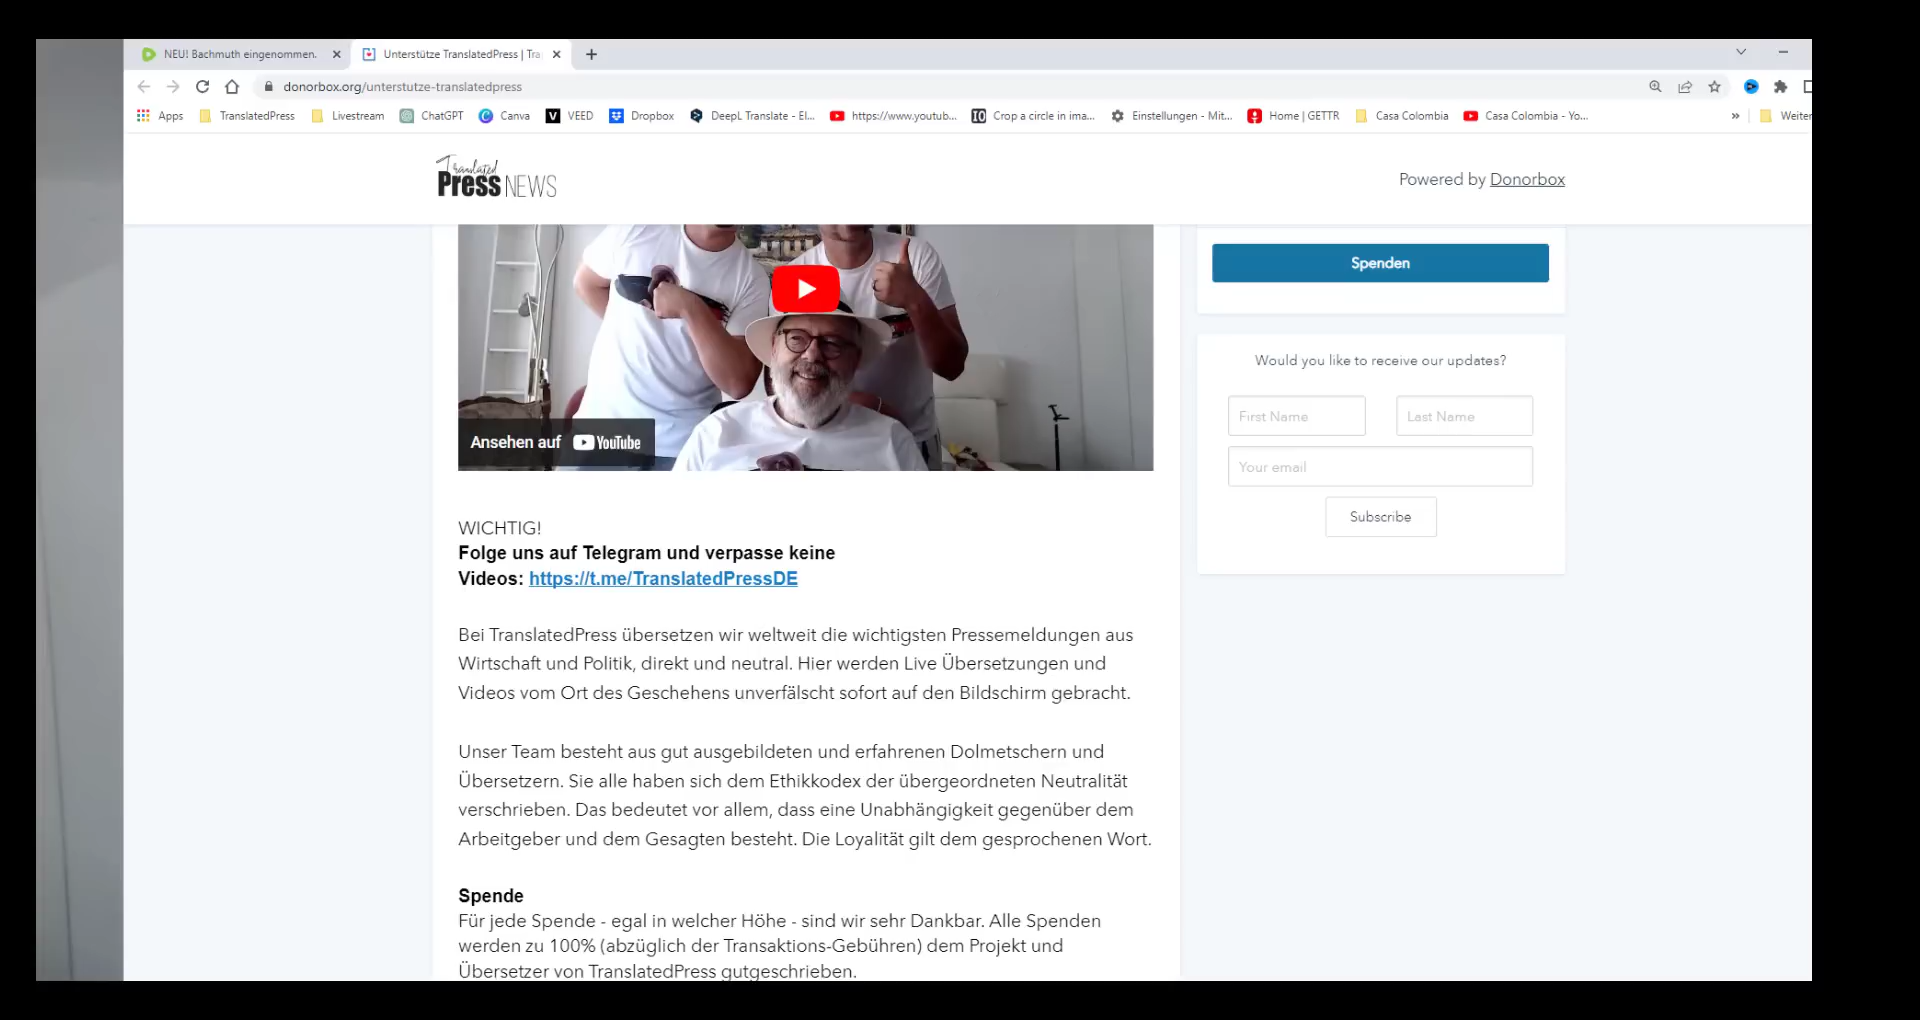 NEU! Bachmuth eingenommen.
Unterstütze TranslatedPress | Tra
donorbox.org/unterstutze-translatedpress
Apps TranslatedPress Livestream ChatGPT Canva VEED Dropbox DeepL Translate - El... https://www.youtub... Crop a circle in ima... Einstellungen - Mit... Home | GETTR Casa Colombia Casa Colombia - Yo... » Weiter
Translated
Press NEWS
Powered by Donorbox
Ansehen auf YouTube
WICHTIG!
Folge uns auf Telegram und verpasse keine
Videos: https://t.me/TranslatedPressDE
Bei TranslatedPress übersetzen wir weltweit die wichtigsten Pressemeldungen aus
Wirtschaft und Politik, direkt und neutral. Hier werden Live Übersetzungen und
Videos vom Ort des Geschehens unverfälscht sofort auf den Bildschirm gebracht.
Unser Team besteht aus gut ausgebildeten und erfahrenen Dolmetschern und
Übersetzern. Sie alle haben sich dem Ethikkodex der übergeordneten Neutralität
verschrieben. Das bedeutet vor allem, dass eine Unabhängigkeit gegenüber dem
Arbeitgeber und dem Gesagten besteht. Die Loyalität gilt dem gesprochenen Wort.
Spende
Für jede Spende - egal in welcher Höhe - sind wir sehr Dankbar. Alle Spenden
werden zu 100% (abzüglich der Transaktions-Gebühren) dem Projekt und
Übersetzer von TranslatedPress gutgeschrieben.
Spenden
Would you like to receive our updates?
First Name Last Name
Your email
Subscribe